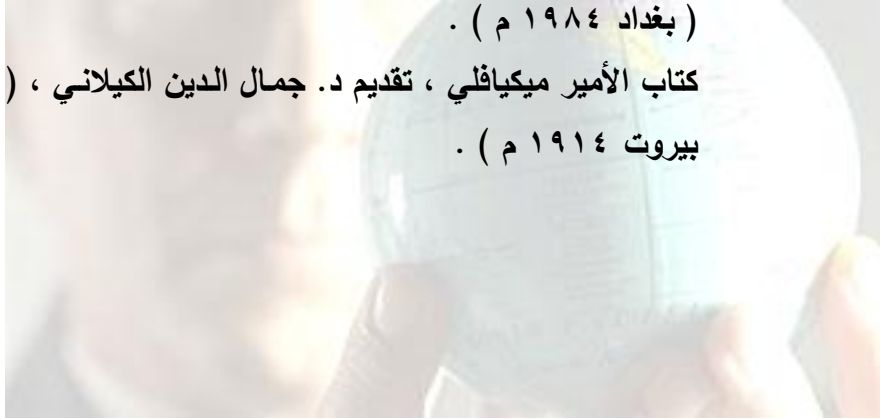 ( بغداد ١٩٨٤ م ) .
كتاب الأمير ميكيافلي ، تقديم د. جمال الدين الكيلاني ، (
بيروت ١٩١٤ م ) .